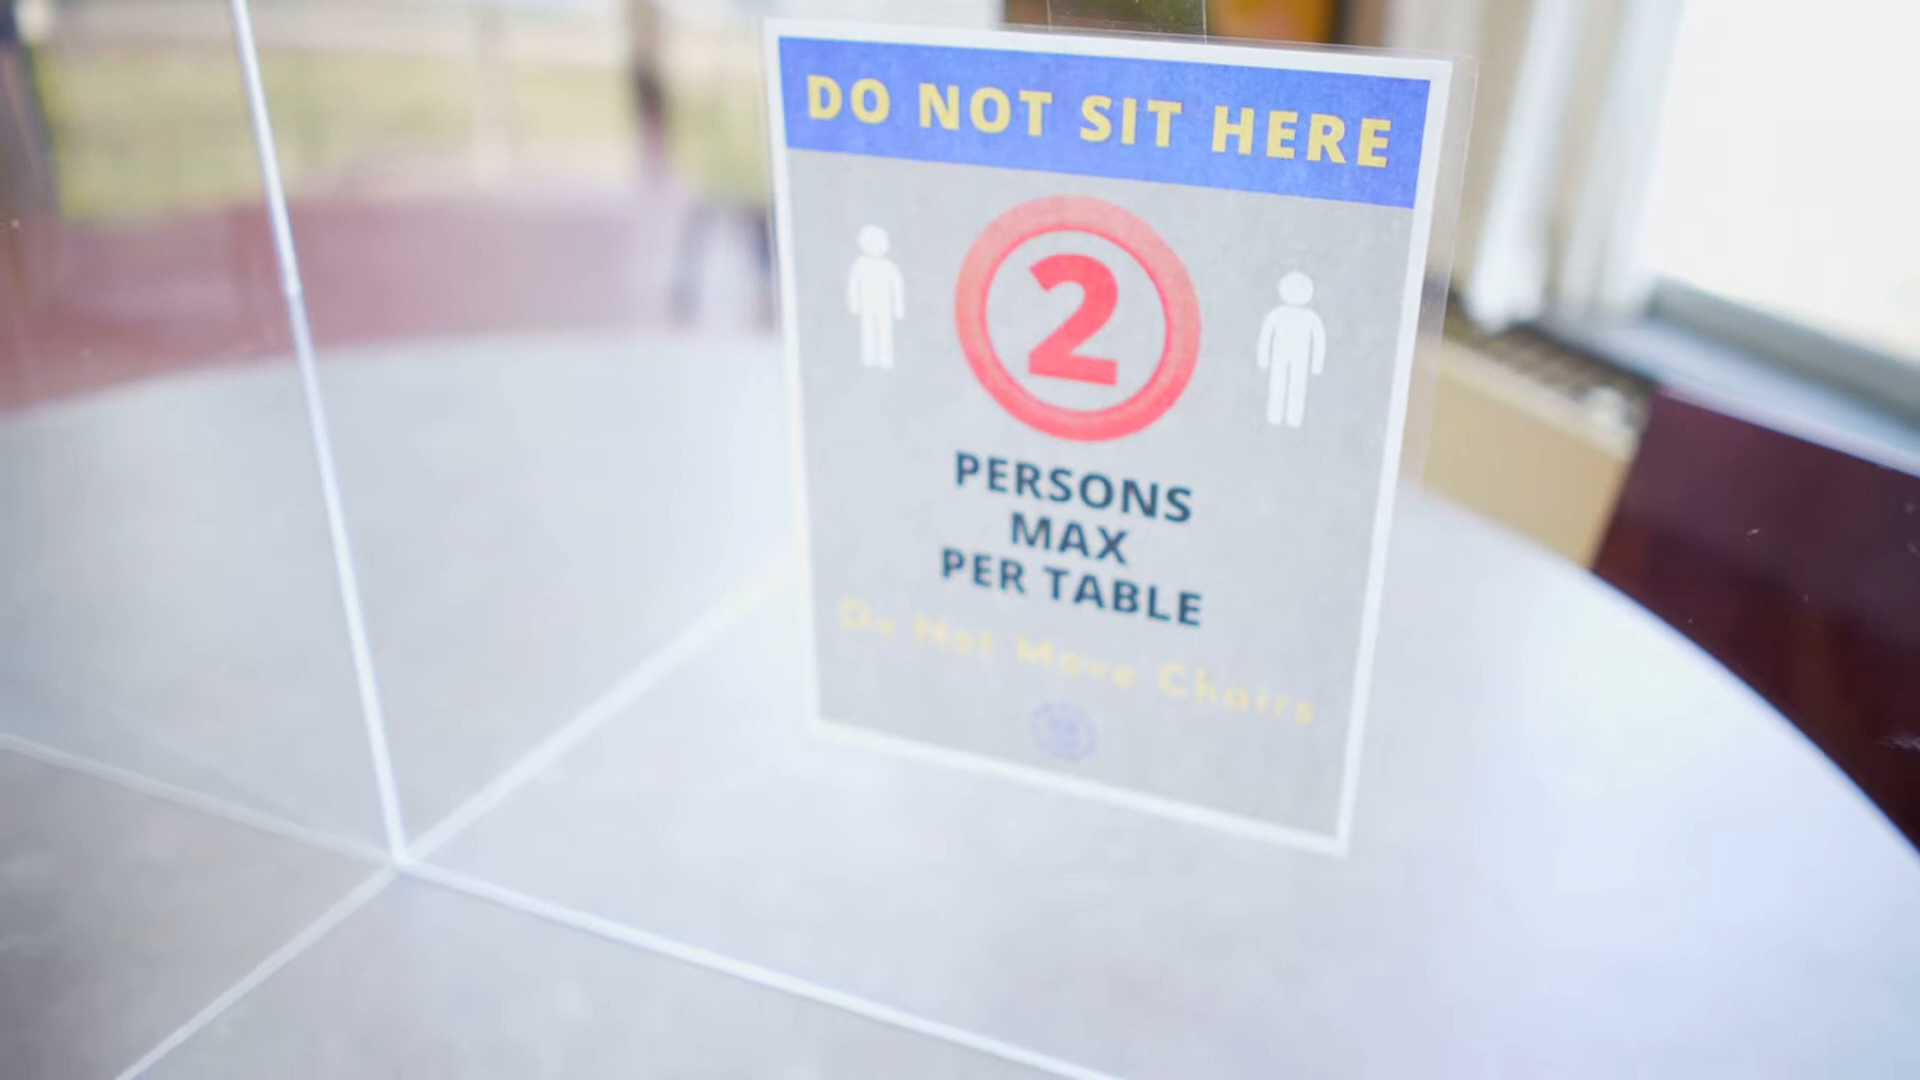 DO NOT SIT HERE
2
PERSONS
MAX
PER TABLE
Do Not Move Chairs